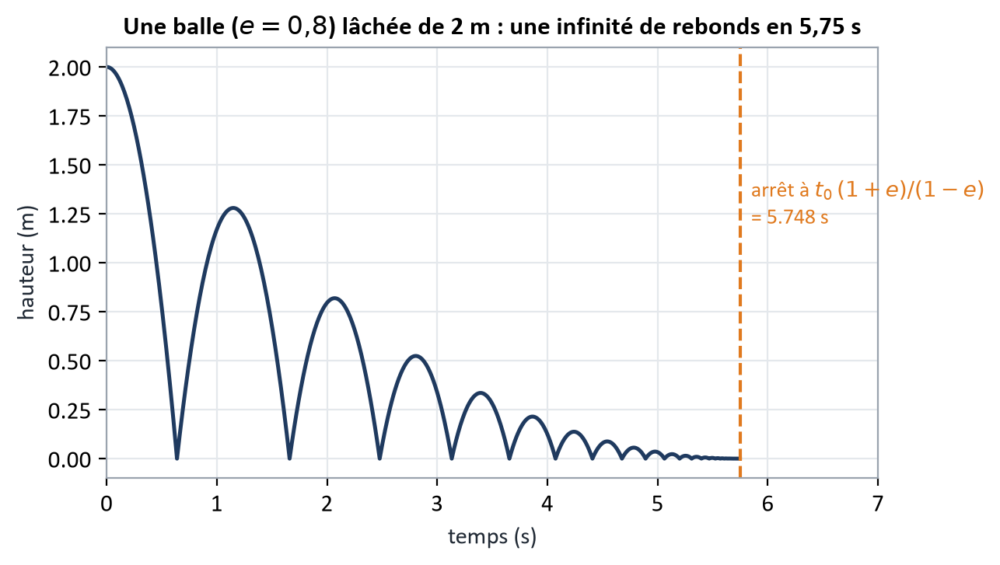 Une balle (e = 0,8) lâchée de 2 m : une infinité de rebonds en 5,75 s
2.00
1.75
1.50
1.25
1.00
0.75
0.50
0.25
0.00
hauteur (m)
arrêt à t₀ (1 + e)/(1 − e)
= 5.748 s
0 1 2 3 4 5 6 7
temps (s)